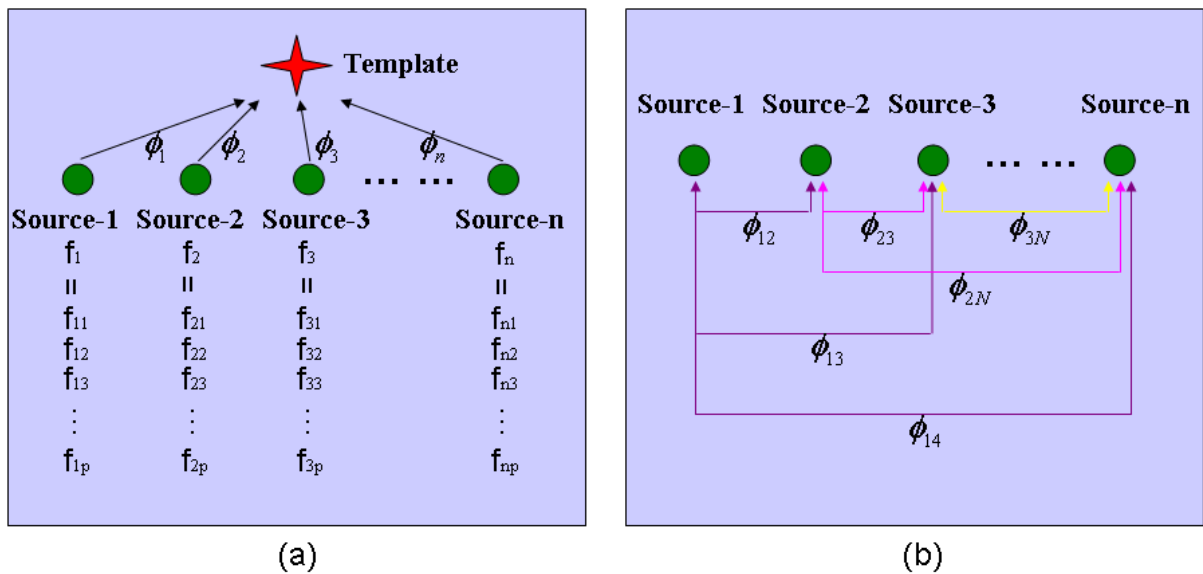 Template
ϕ1 ϕ2 ϕ3 ϕn
... ...
Source-1 Source-2 Source-3 Source-n
f1 f2 f3 fn
= = = =
f11 f21 f31 fn1
f12 f22 f32 fn2
f13 f23 f33 fn3
⋮ ⋮ ⋮ ⋮
f1p f2p f3p fnp
(a)
Source-1 Source-2 Source-3 Source-n
... ...
ϕ12 ϕ23 ϕ3N
ϕ2N
ϕ13
ϕ14
(b)